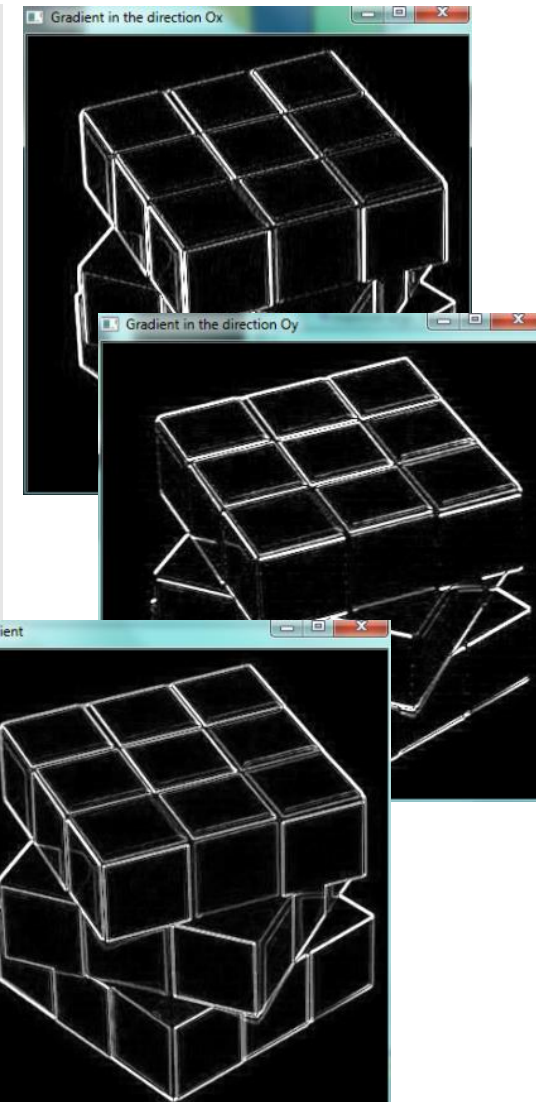 Gradient in the direction Ox
Gradient in the direction Oy
ient